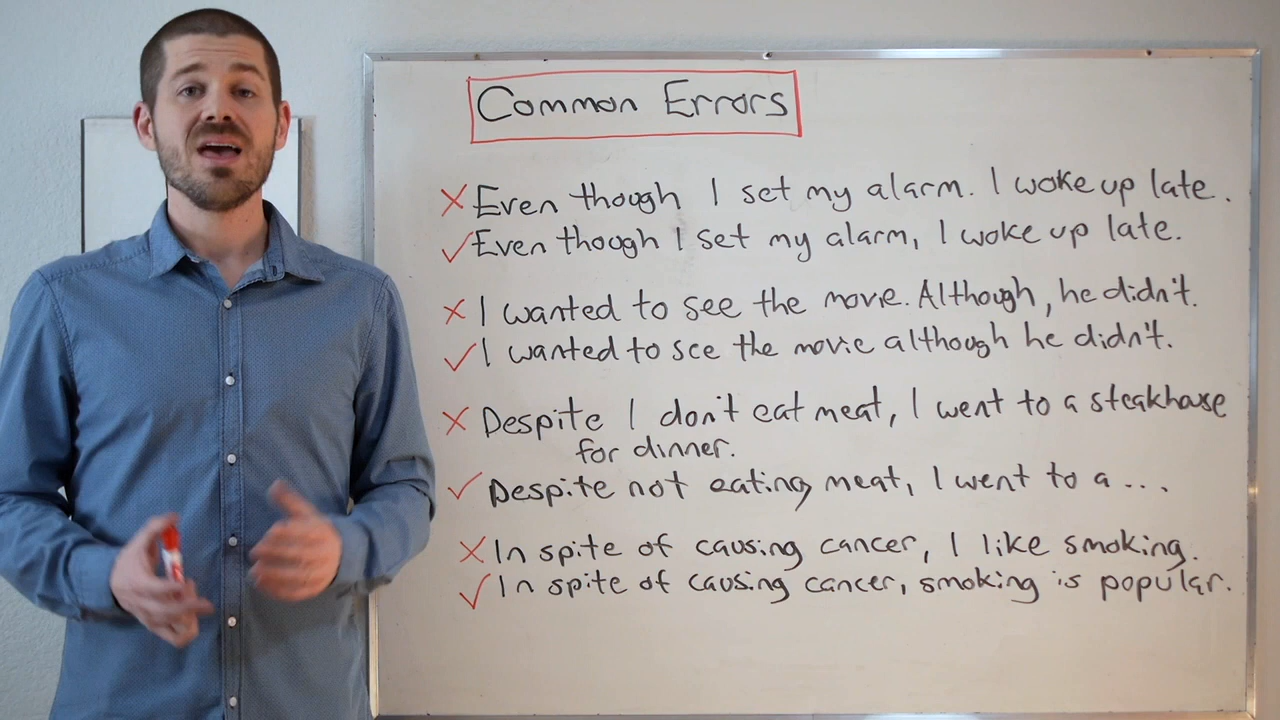 Common Errors
✗ Even though I set my alarm. I woke up late.
✓ Even though I set my alarm, I woke up late.
✗ I wanted to see the movie. Although, he didn't.
✓ I wanted to see the movie although he didn't.
✗ Despite I don't eat meat, I went to a steakhouse
for dinner.
✓ Despite not eating meat, I went to a ...
✗ In spite of causing cancer, I like smoking.
✓ In spite of causing cancer, smoking is popular.